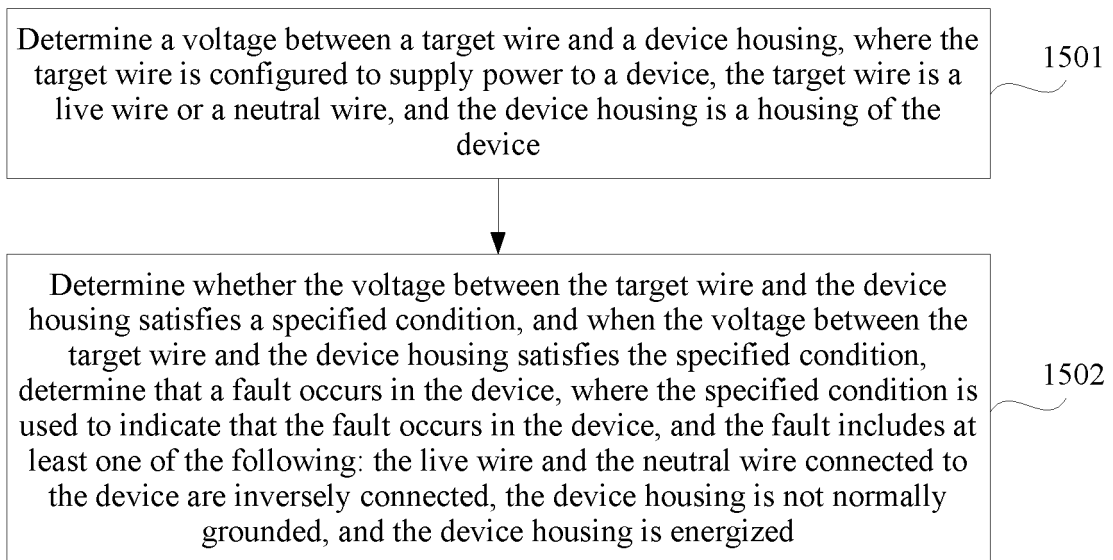 Determine a voltage between a target wire and a device housing, where the
target wire is configured to supply power to a device, the target wire is a
live wire or a neutral wire, and the device housing is a housing of the
device
1501
Determine whether the voltage between the target wire and the device
housing satisfies a specified condition, and when the voltage between the
target wire and the device housing satisfies the specified condition,
determine that a fault occurs in the device, where the specified condition is
used to indicate that the fault occurs in the device, and the fault includes at
least one of the following: the live wire and the neutral wire connected to
the device are inversely connected, the device housing is not normally
grounded, and the device housing is energized
1502